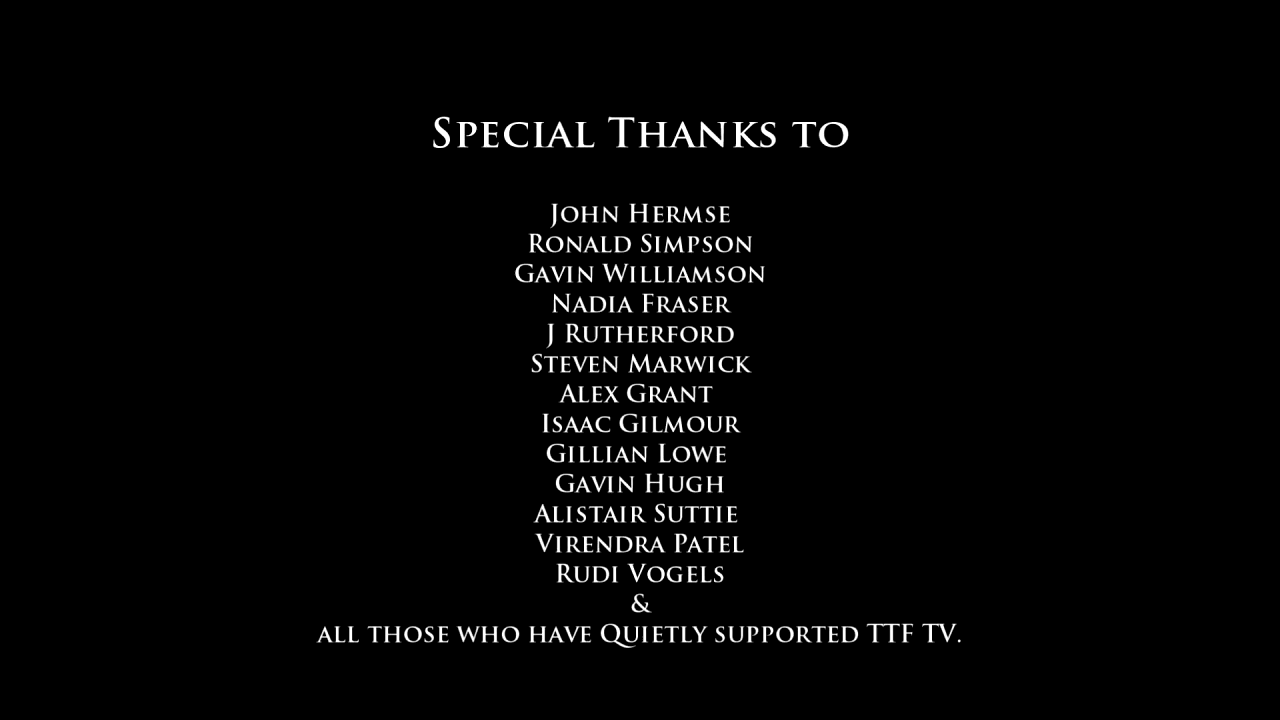 Special Thanks to
John Hermse
Ronald Simpson
Gavin Williamson
Nadia Fraser
J Rutherford
Steven Marwick
Alex Grant
Isaac Gilmour
Gillian Lowe
Gavin Hugh
Alistair Suttie
Virendra Patel
Rudi Vogels
&
all those who have Quietly supported TTF TV.